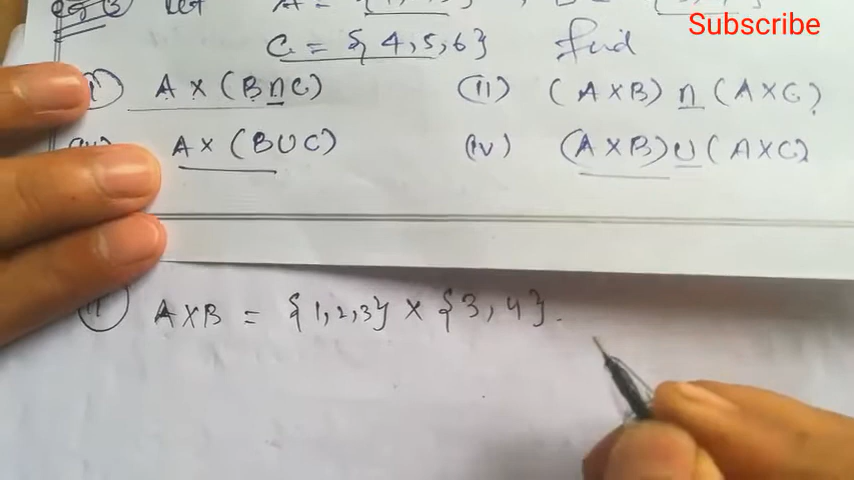 Subscribe
C = {4,5,6} find
A × (B∩C) (II) (A×B) ∩ (A×C)
A× (B∪C) (iv) (A×B) ∪ (A×C)
A×B = {1,2,3} × {3,4}.